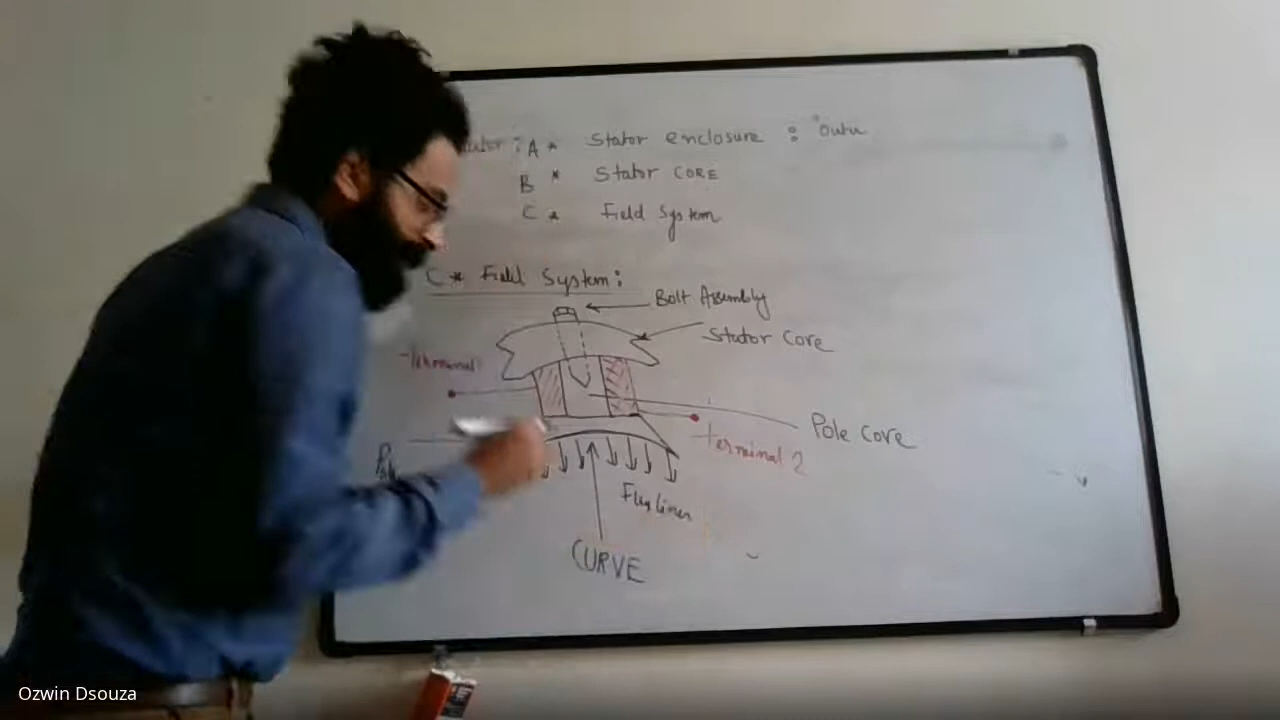 A * Stator enclosure : "Outu
B * Stator CORE
C * Field System
C * Field System:
Bolt Assembly
Stator Core
Terminal
Pole Core
terminal 2
Flux lines
CURVE
Ozwin Dsouza